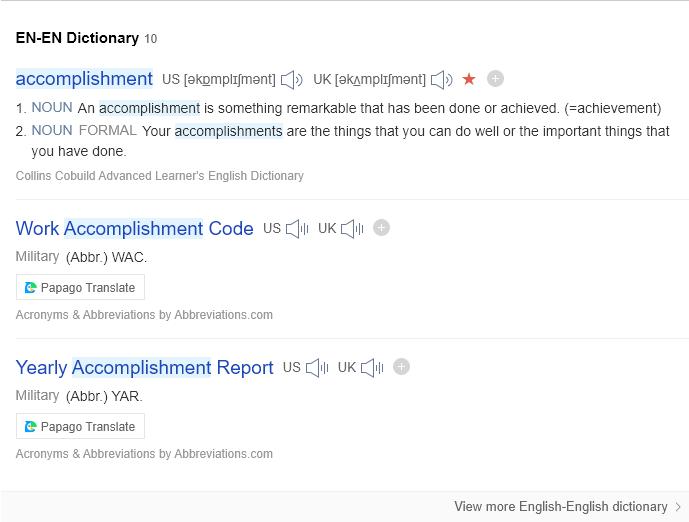 EN-EN Dictionary 10
accomplishment US [əkɒmplɪʃmənt] UK [əkʌmplɪʃmənt]
1. NOUN An accomplishment is something remarkable that has been done or achieved. (=achievement)
2. NOUN FORMAL Your accomplishments are the things that you can do well or the important things that
you have done.
Collins Cobuild Advanced Learner's English Dictionary
Work Accomplishment Code US UK
Military (Abbr.) WAC.
Papago Translate
Acronyms & Abbreviations by Abbreviations.com
Yearly Accomplishment Report US UK
Military (Abbr.) YAR.
Papago Translate
Acronyms & Abbreviations by Abbreviations.com
View more English-English dictionary